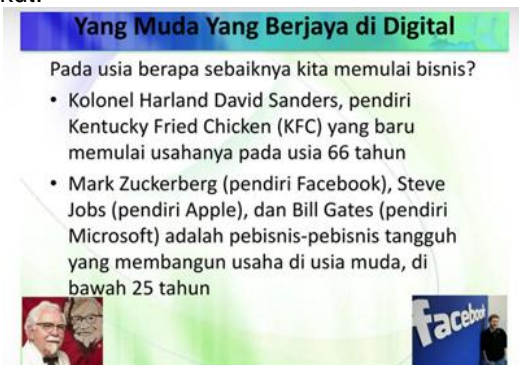 Yang Muda Yang Berjaya di Digital
Pada usia berapa sebaiknya kita memulai bisnis?
• Kolonel Harland David Sanders, pendiri
Kentucky Fried Chicken (KFC) yang baru
memulai usahanya pada usia 66 tahun
• Mark Zuckerberg (pendiri Facebook), Steve
Jobs (pendiri Apple), dan Bill Gates (pendiri
Microsoft) adalah pebisnis-pebisnis tangguh
yang membangun usaha di usia muda, di
bawah 25 tahun
facebook